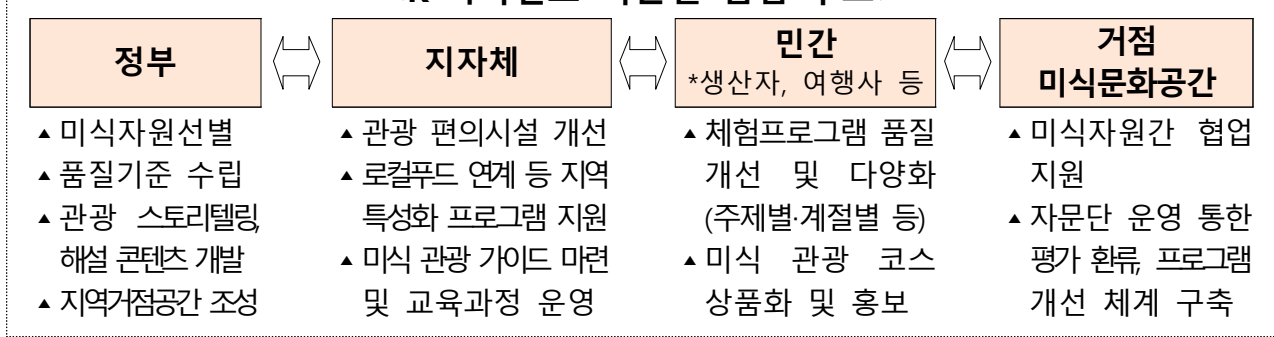 정부
지자체
민간
*생산자, 여행사 등
거점
미식문화공간
▲ 미식자원선별
▲ 품질기준 수립
▲ 관광 스토리텔링,
해설 콘텐츠 개발
▲ 지역거점공간 조성
▲ 관광 편의시설 개선
▲ 로컬푸드 연계 등 지역
특성화 프로그램 지원
▲ 미식 관광 가이드 마련
및 교육과정 운영
▲ 체험프로그램 품질
개선 및 다양화
(주제별·계절별 등)
▲ 미식 관광 코스
상품화 및 홍보
▲ 미식자원간 협업
지원
▲ 자문단 운영 통한
평가 환류, 프로그램
개선 체계 구축